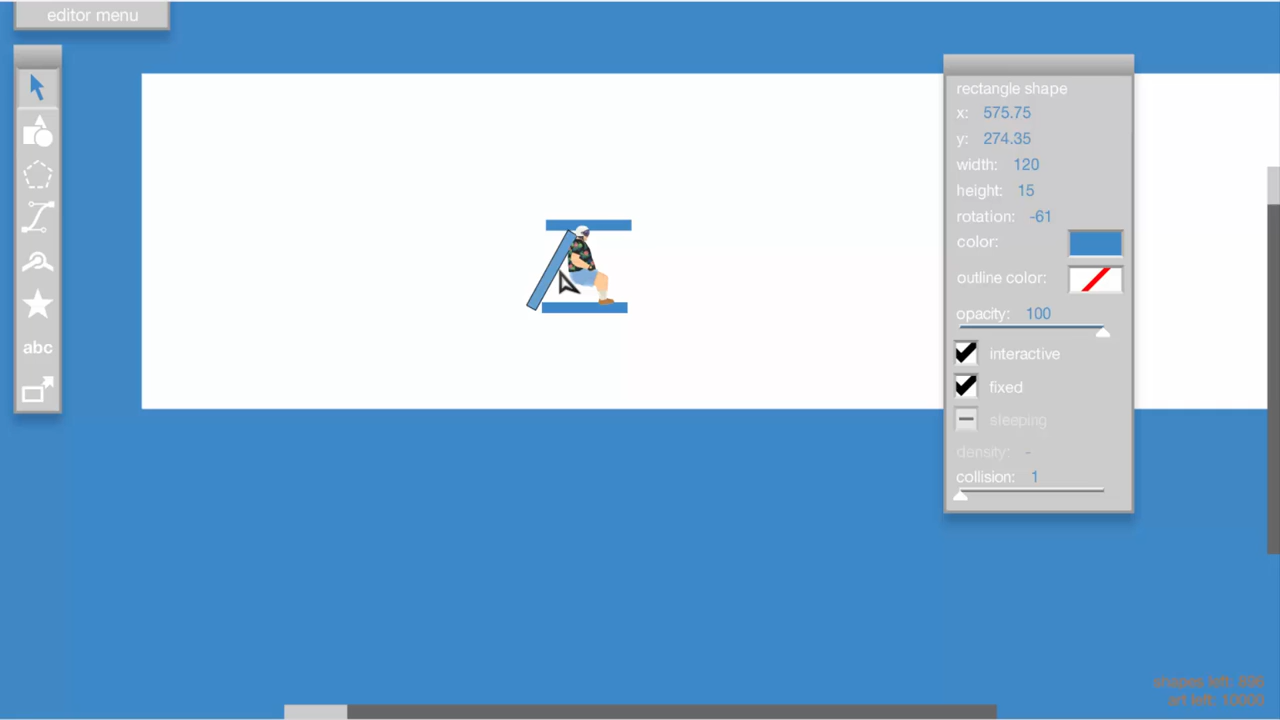 editor menu
rectangle shape
x: 575.75
y: 274.35
width: 120
height: 15
rotation: -61
color:
outline color:
opacity: 100
interactive
fixed
sleeping
density: -
collision: 1
abc
shapes left:
art left: 10000